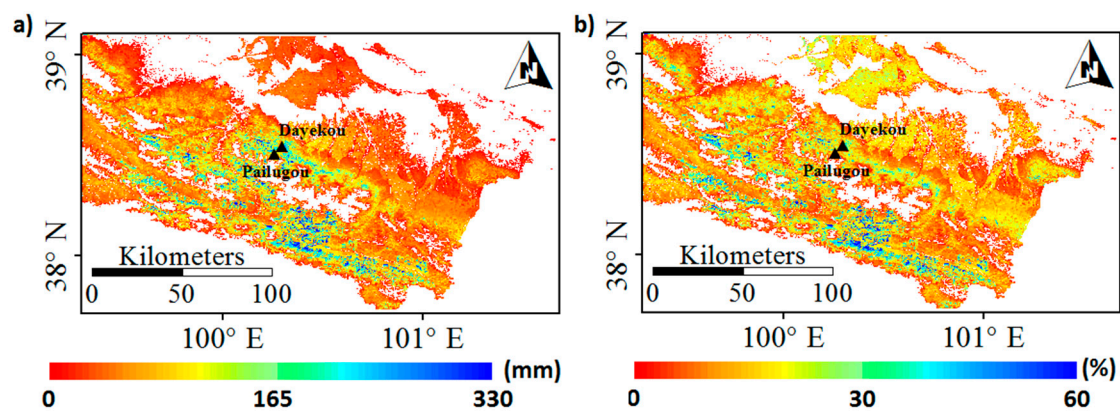 a)
39° N
38° N
N
Dayekou
Pailugou
Kilometers
0 50 100
100° E 101° E
0 165 330
(mm)
b)
39° N
38° N
N
Dayekou
Pailugou
Kilometers
0 50 100
100° E 101° E
0 30 60
(%)